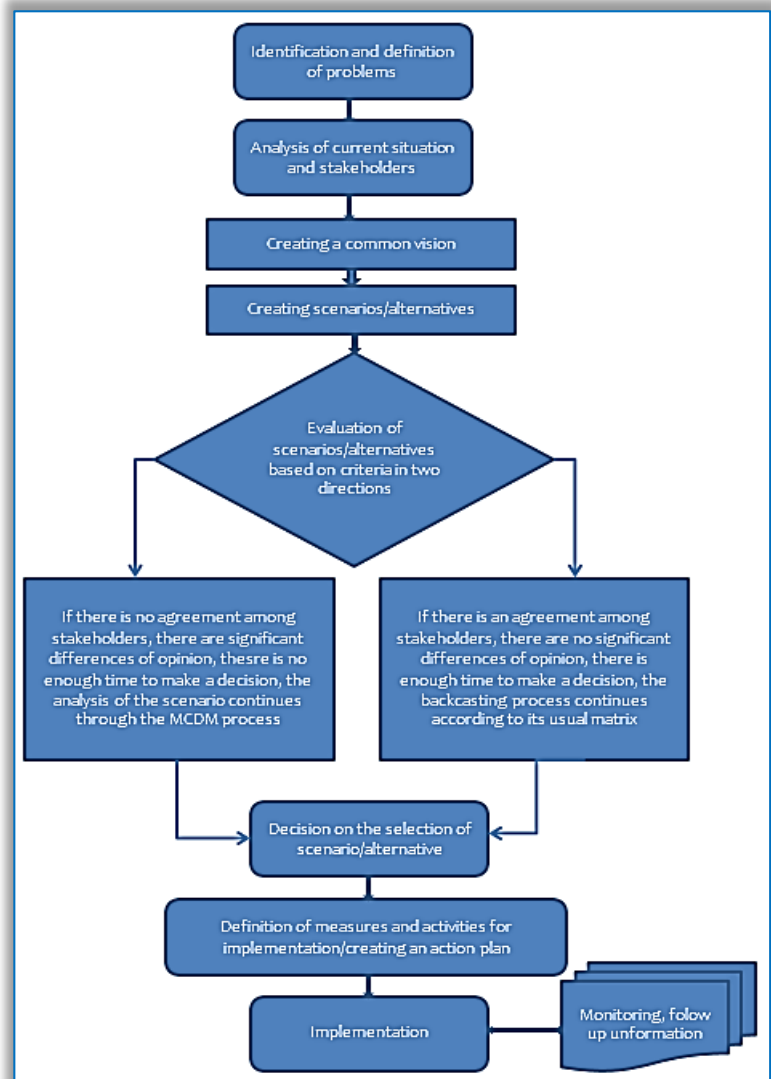 Identification and definition
of problems
Analysis of current situation
and stakeholders
Creating a common vision
Creating scenarios/alternatives
Evaluation of
scenarios/alternatives
based on criteria in two
directions
If there is no agreement among
stakeholders, there are significant
differences of opinion, thesre is no
enough time to make a decision, the
analysis of the scenario continues
through the MCDM process
If there is an agreement among
stakeholders, there are no significant
differences of opinion, there is
enough time to make a decision, the
backcasting process continues
according to its usual matrix
Decision on the selection of
scenario/alternative
Definition of measures and activities for
implementation/creating an action plan
Implementation
Monitoring, folow
up unformation